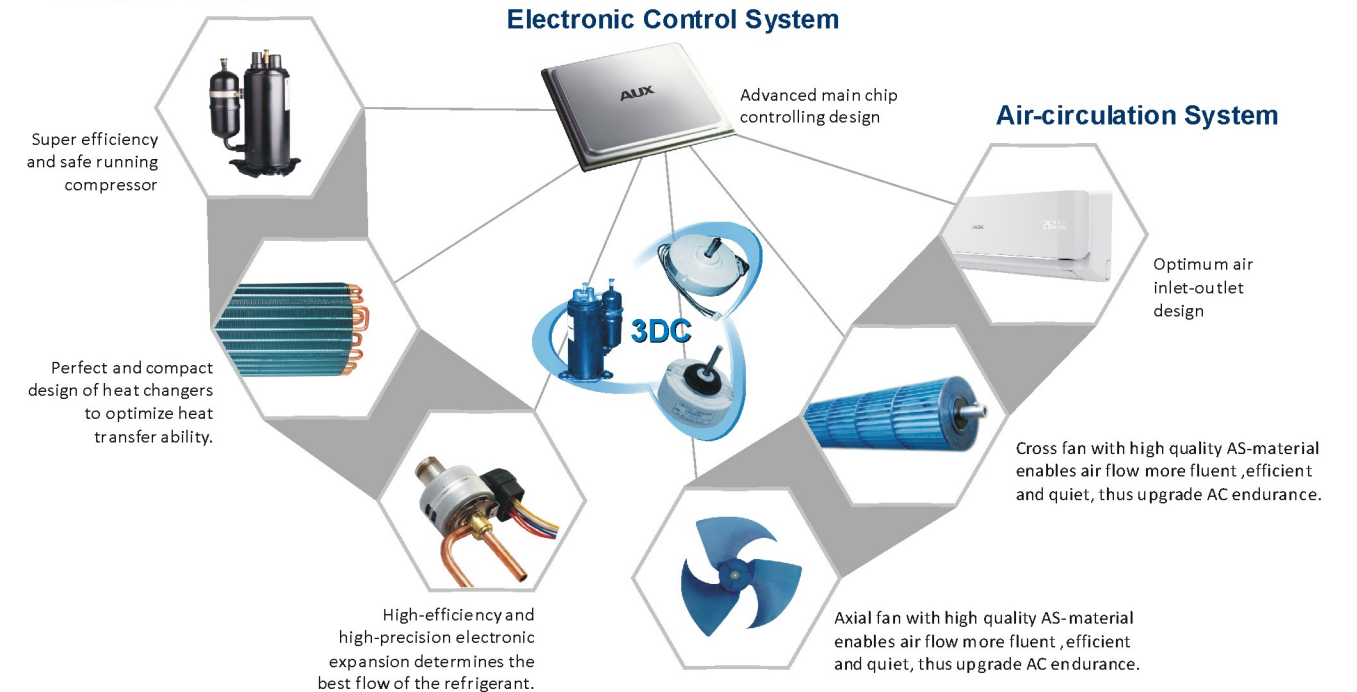 Electronic Control System
AUX
Advanced main chip
controlling design
Air-circulation System
Super efficiency
and safe running
compressor
AUX
Optimum air
inlet-outlet
design
3DC
Perfect and compact
design of heat changers
to optimize heat
transfer ability.
Cross fan with high quality AS-material
enables air flow more fluent ,efficient
and quiet, thus upgrade AC endurance.
High-efficiency and
high-precision electronic
expansion determines the
best flow of the refrigerant.
Axial fan with high quality AS-material
enables air flow more fluent ,efficient
and quiet, thus upgrade AC endurance.